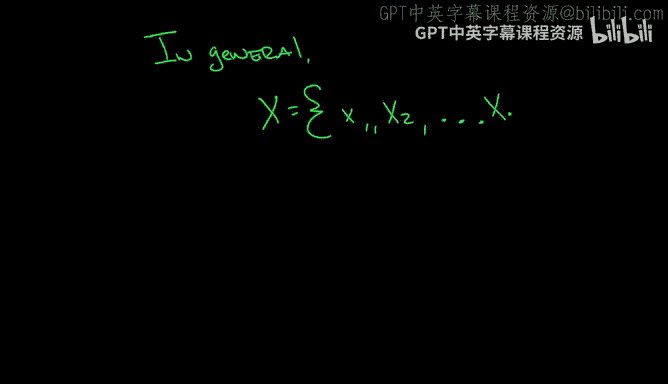 GPT中英字幕课程资源@bilibili.com
GPT中英字幕课程资源 bilibili
In general,
X = { x₁, X₂, ... X.